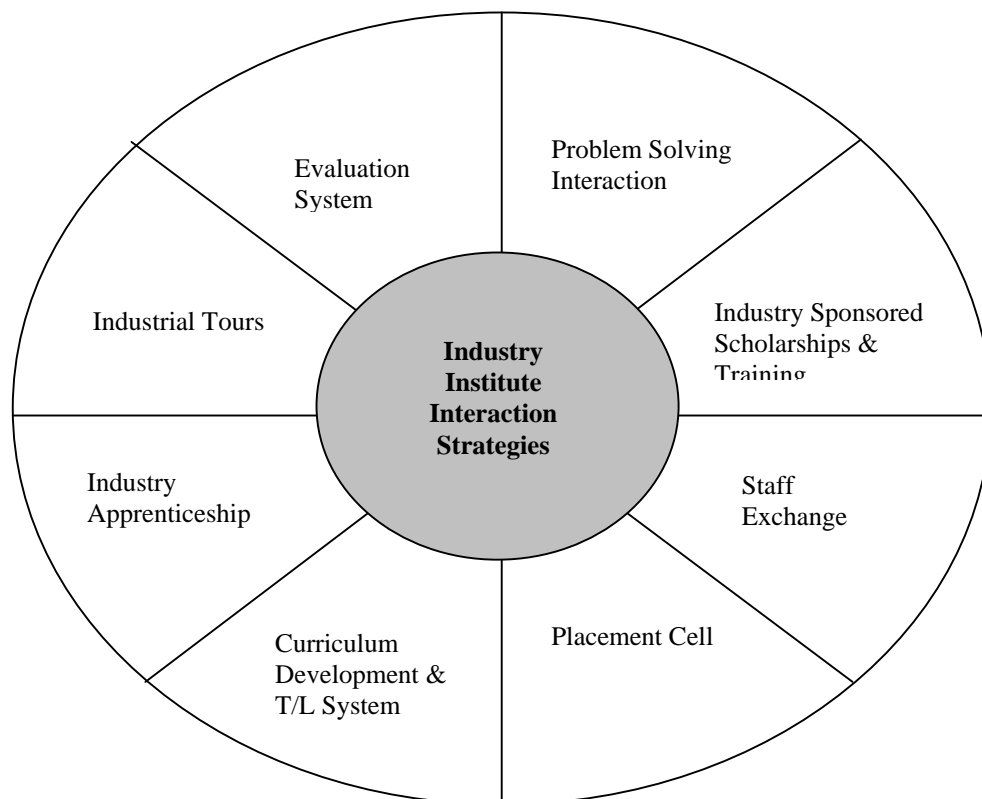 Evaluation
System
Problem Solving
Interaction
Industrial Tours
Industry Sponsored
Scholarships &
Training
Industry
Institute
Interaction
Strategies
Industry
Apprenticeship
Staff
Exchange
Curriculum
Development &
T/L System
Placement Cell